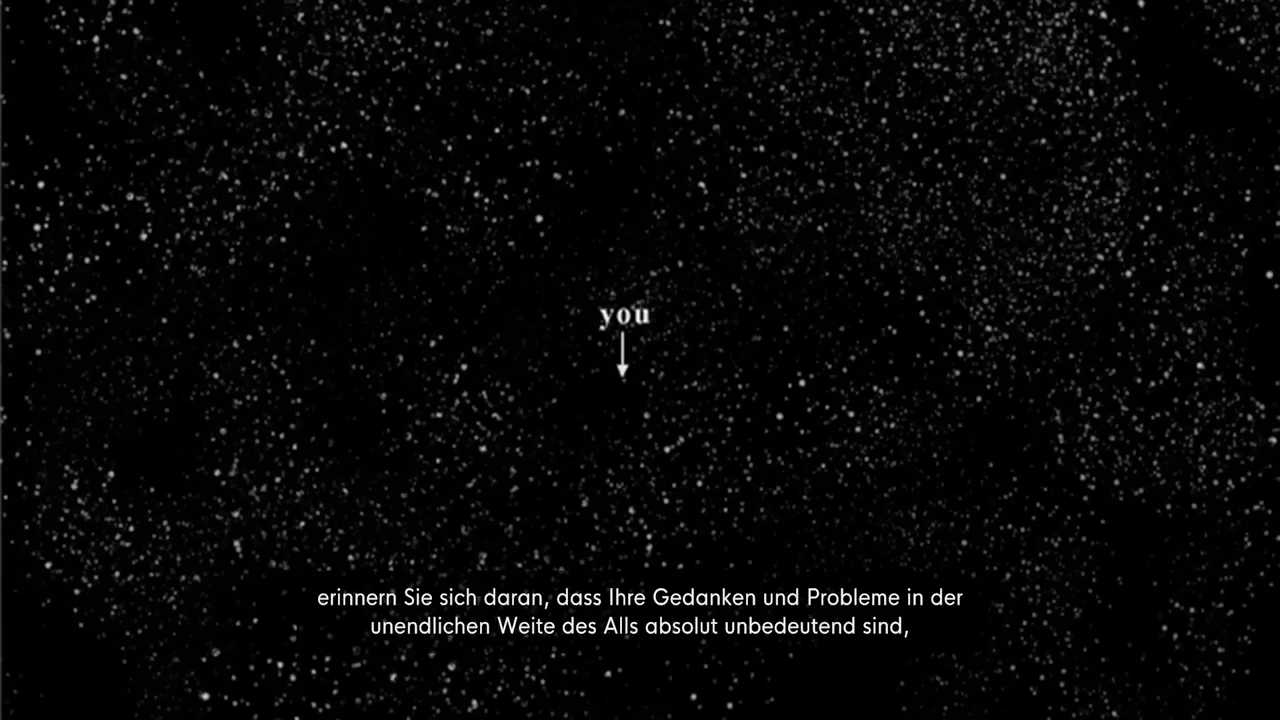 you
erinnern Sie sich daran, dass Ihre Gedanken und Probleme in der
unendlichen Weite des Alls absolut unbedeutend sind,